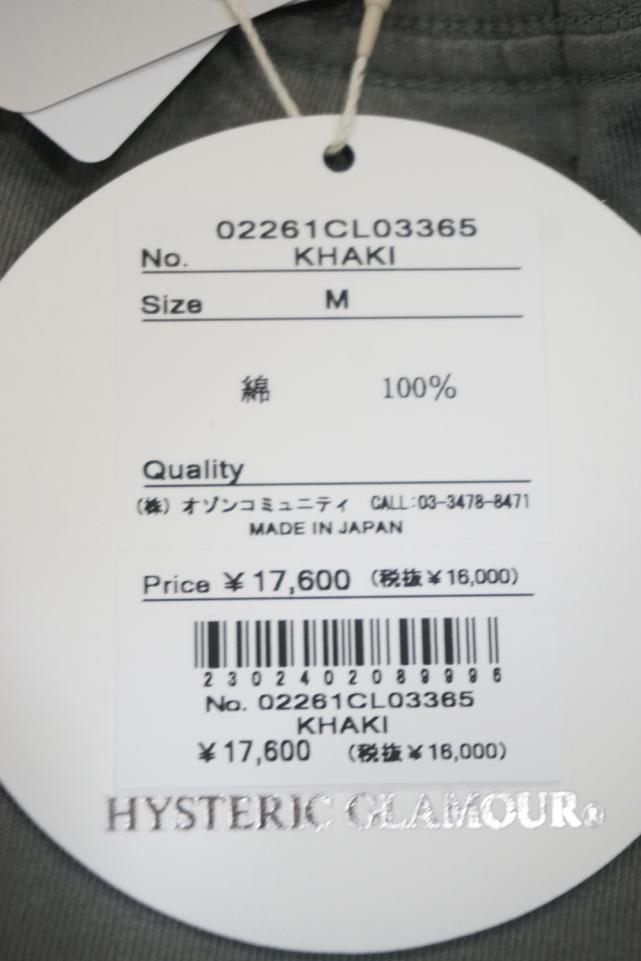 02261CL03365
No. KHAKI
Size M
綿 100%
Quality
(株) オゾンコミュニティ CALL:03-3478-8471
MADE IN JAPAN
Price ¥17,600 (税抜¥16,000)
2302402089996
No. 02261CL03365
KHAKI
¥17,600 (税抜¥16,000)
HYSTERIC GLAMOUR®